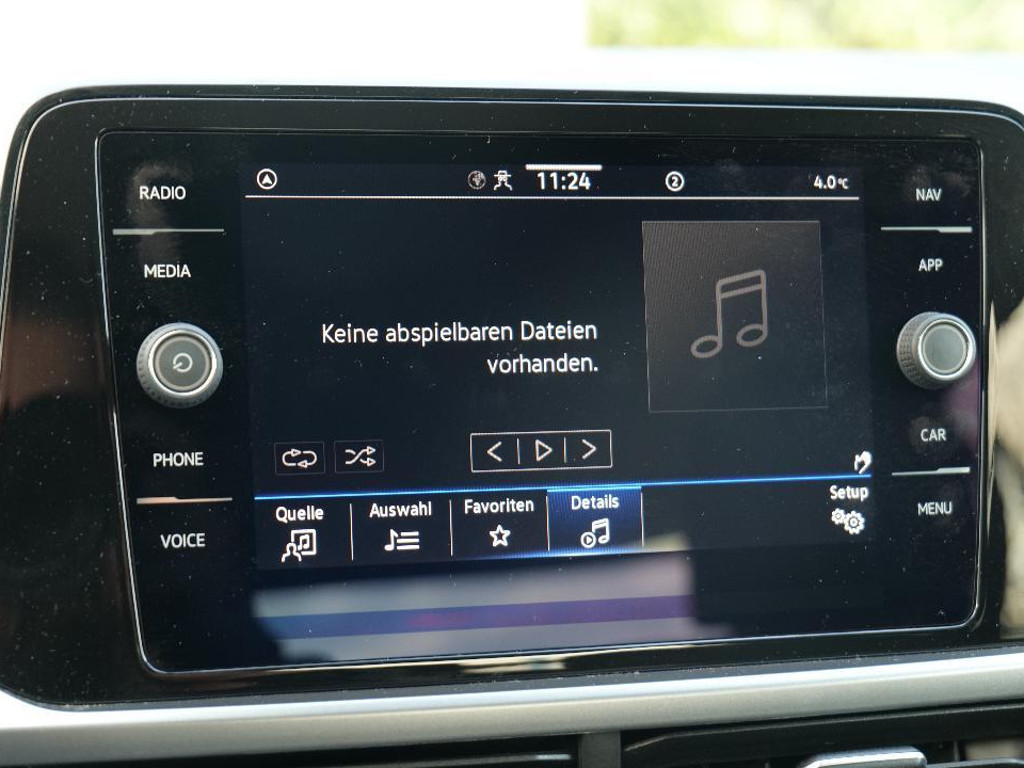 RADIO
MEDIA
PHONE
VOICE
11:24
2
4.0°C
Keine abspielbaren Dateien
vorhanden.
Quelle
Auswahl
Favoriten
Details
Setup
NAV
APP
CAR
MENU